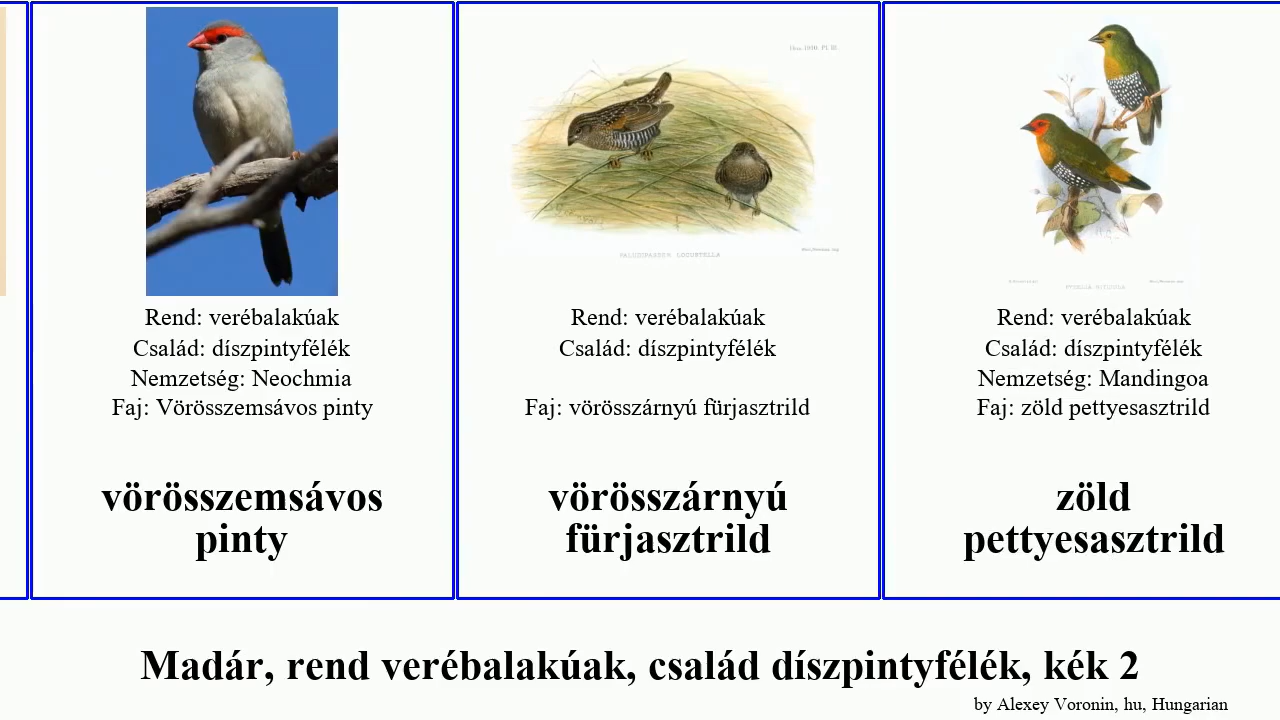 Rend: verébalakúak
Család: díszpintyfélék
Nemzetség: Neochmia
Faj: Vörösszemsávos pinty
vörösszemsávos
pinty
Rend: verébalakúak
Család: díszpintyfélék
Faj: vörösszárnyú fürjasztrild
vörösszárnyú
fürjasztrild
Rend: verébalakúak
Család: díszpintyfélék
Nemzetség: Mandingoa
Faj: zöld pettyesasztrild
zöld
pettyesasztrild
Madár, rend verébalakúak, család díszpintyfélék, kék 2
by Alexey Voronin, hu, Hungarian